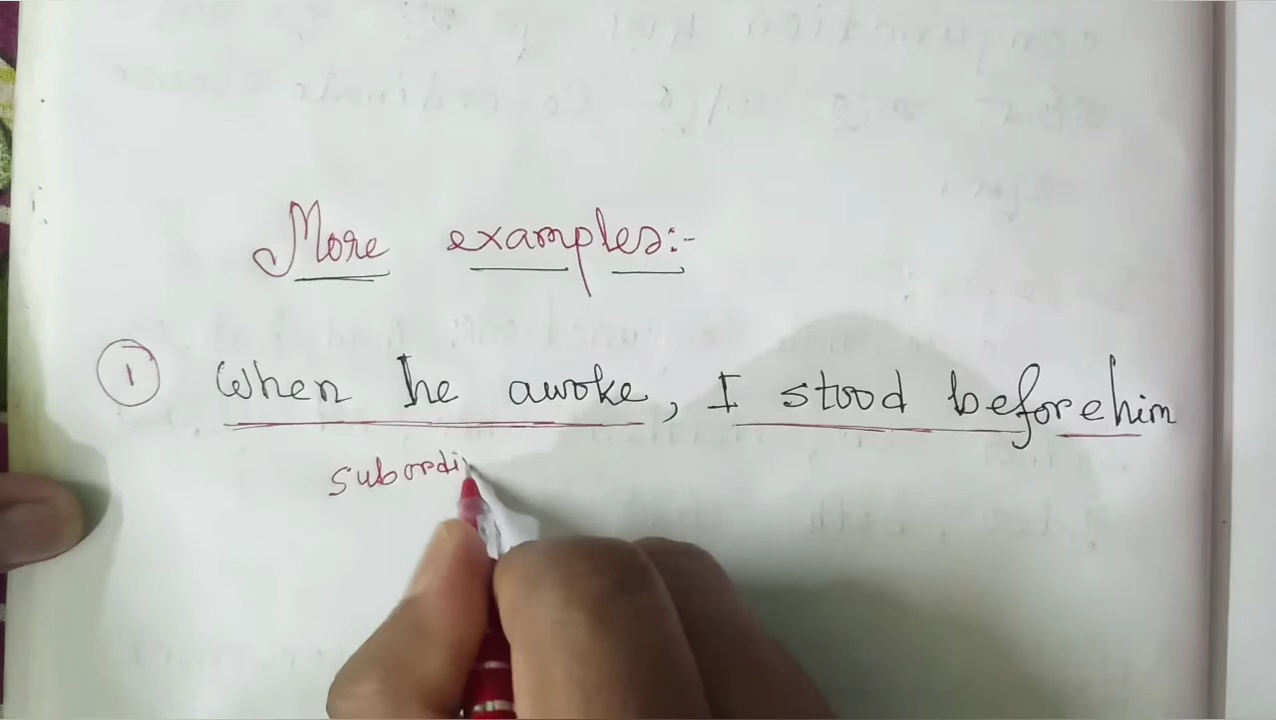 More examples:-
① When he awoke, I stood before him
subordi